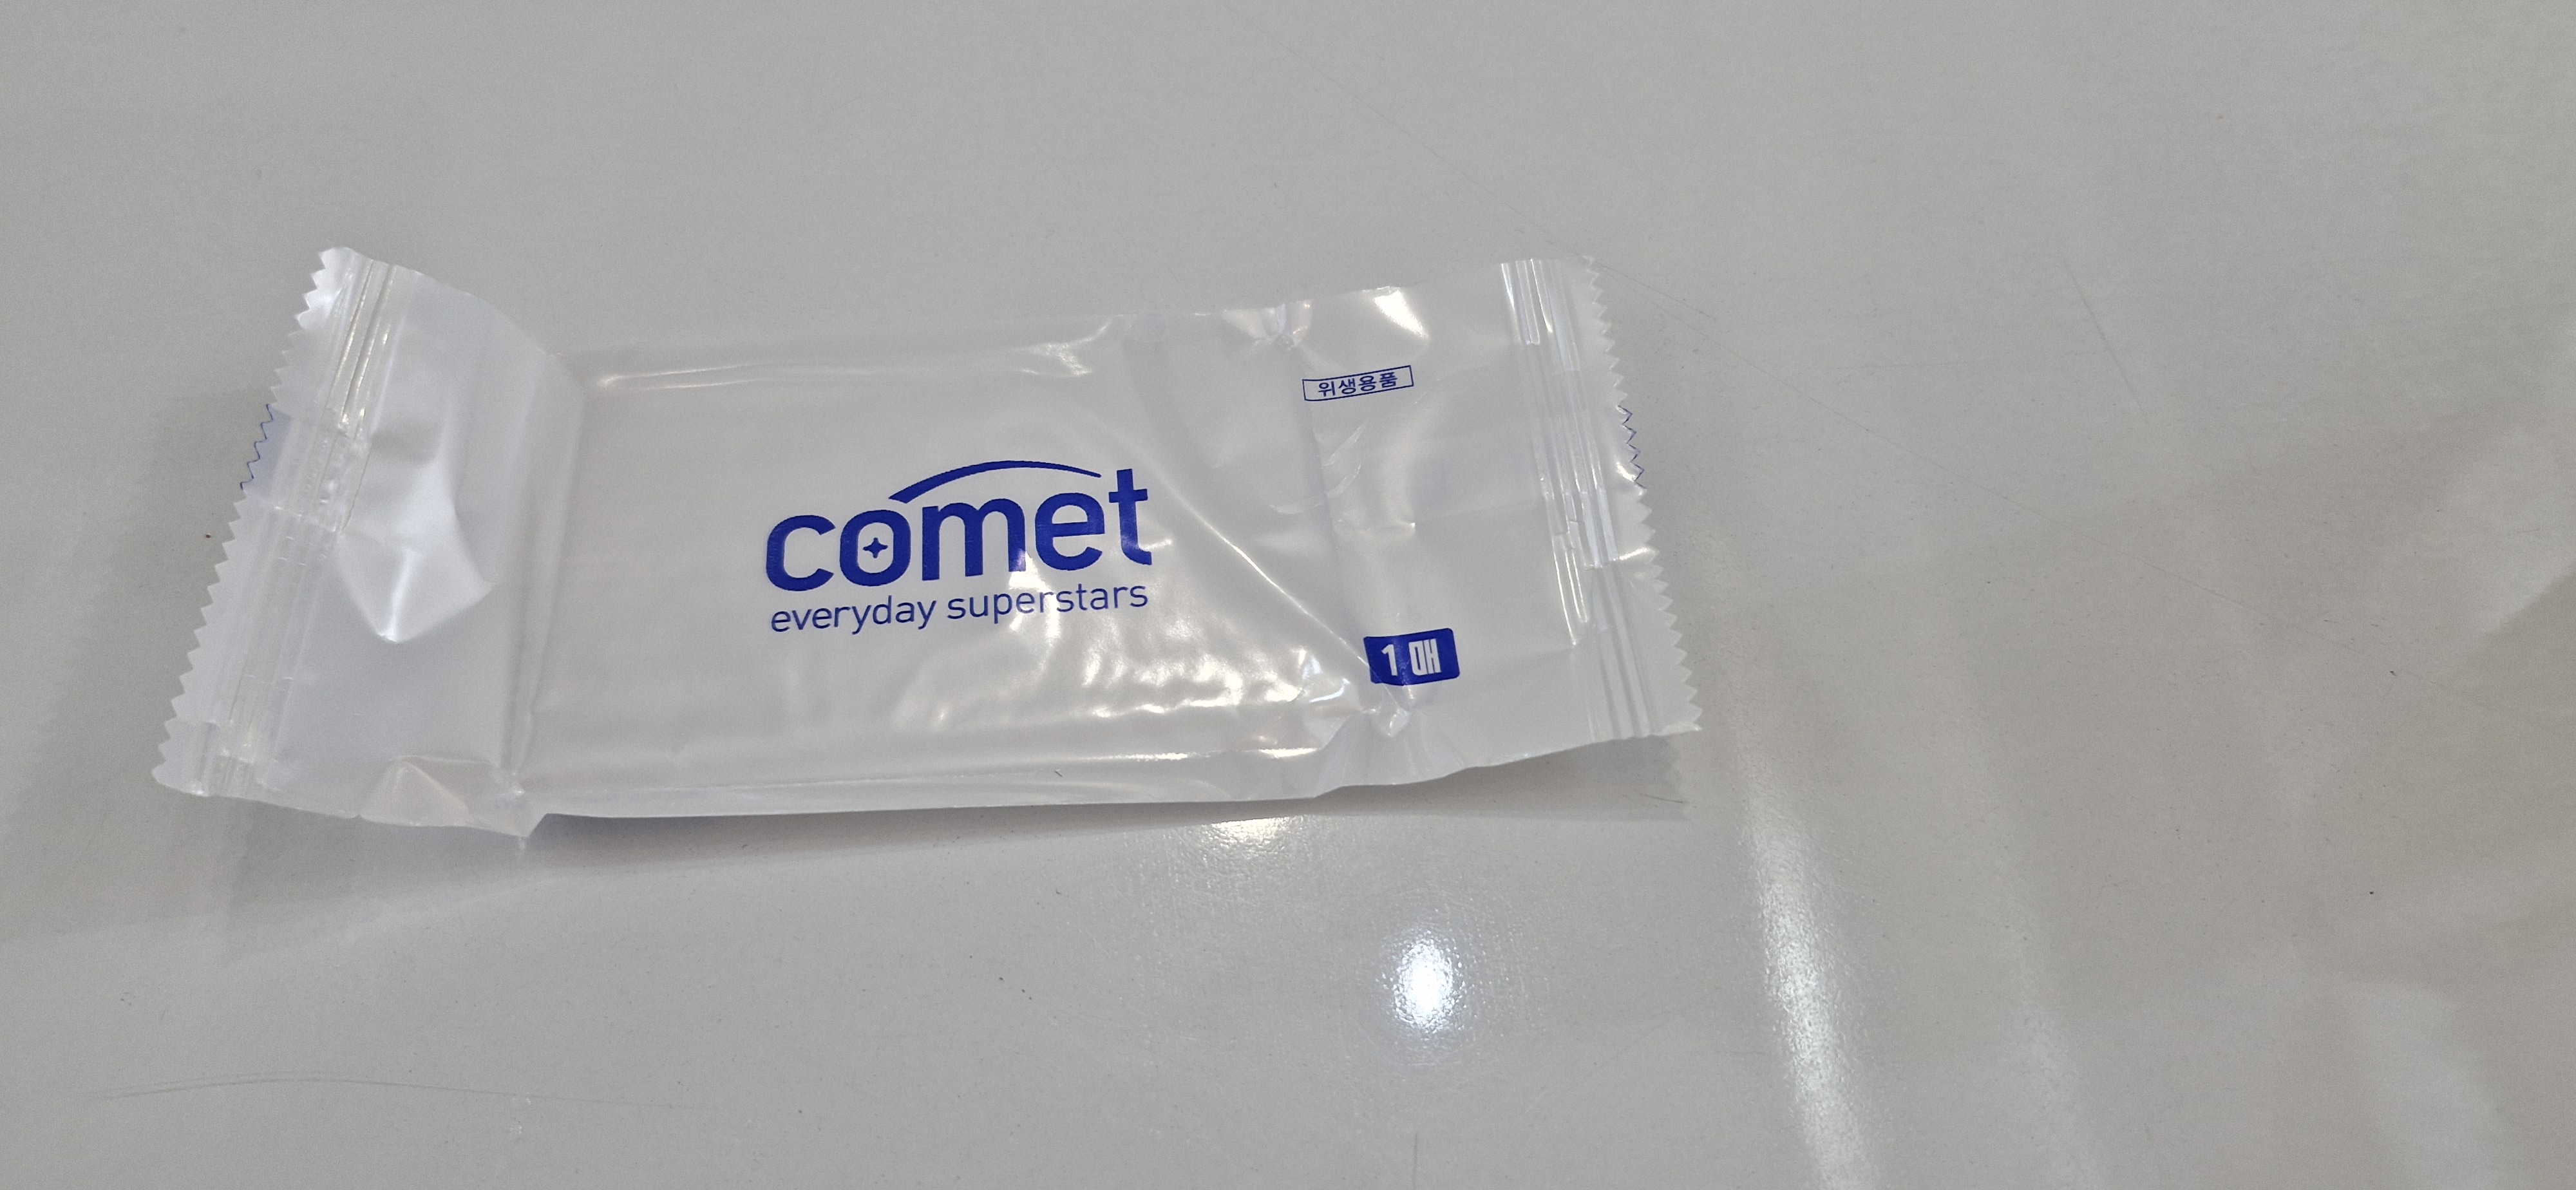 위생용품
comet
everyday superstars
1 매